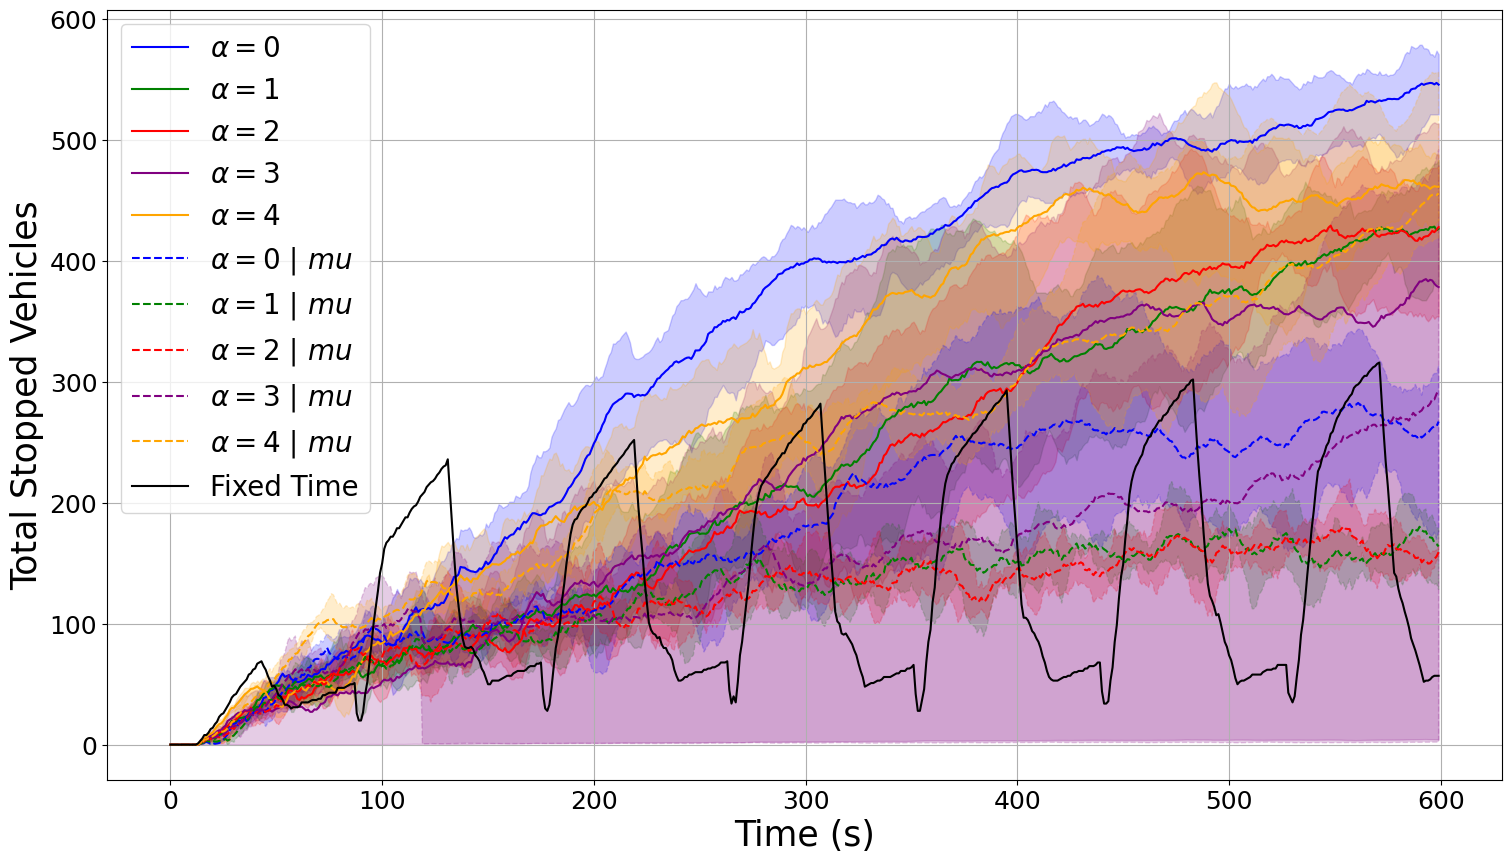 Total Stopped Vehicles
600
500
400
300
200
100
0
α = 0
α = 1
α = 2
α = 3
α = 4
α = 0 | mu
α = 1 | mu
α = 2 | mu
α = 3 | mu
α = 4 | mu
Fixed Time
0 100 200 300 400 500 600
Time (s)